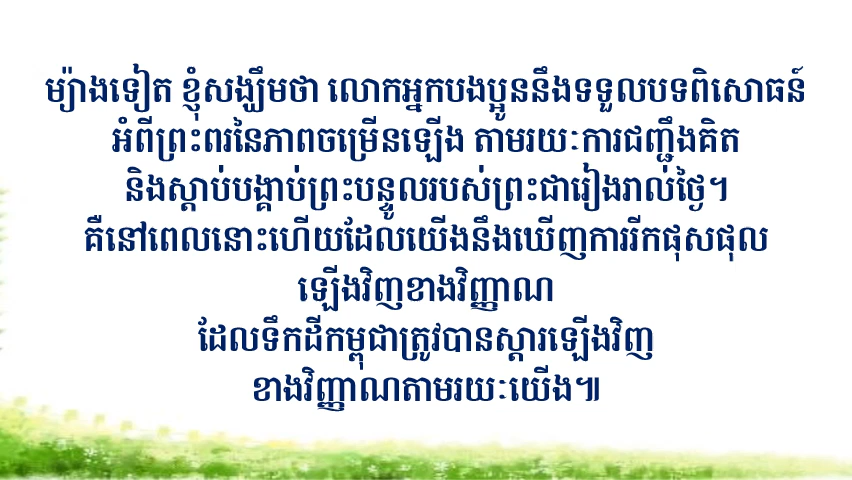 ម្យ៉ាងទៀត ខ្ញុំសង្ឃឹមថា លោកអ្នកបងប្អូននឹងទទួលបទពិសោធន៍
អំពីព្រះពរនៃភាពចម្រើនឡើង តាមរយៈការជញ្ជឹងគិត
និងស្តាប់បង្គាប់ព្រះបន្ទូលរបស់ព្រះជារៀងរាល់ថ្ងៃ។
គឺនៅពេលនោះហើយដែលយើងនឹងឃើញការរីកផុសផុល
ឡើងវិញខាងវិញ្ញាណ
ដែលទឹកដីកម្ពុជាត្រូវបានស្តារឡើងវិញ
ខាងវិញ្ញាណតាមរយៈយើង៕